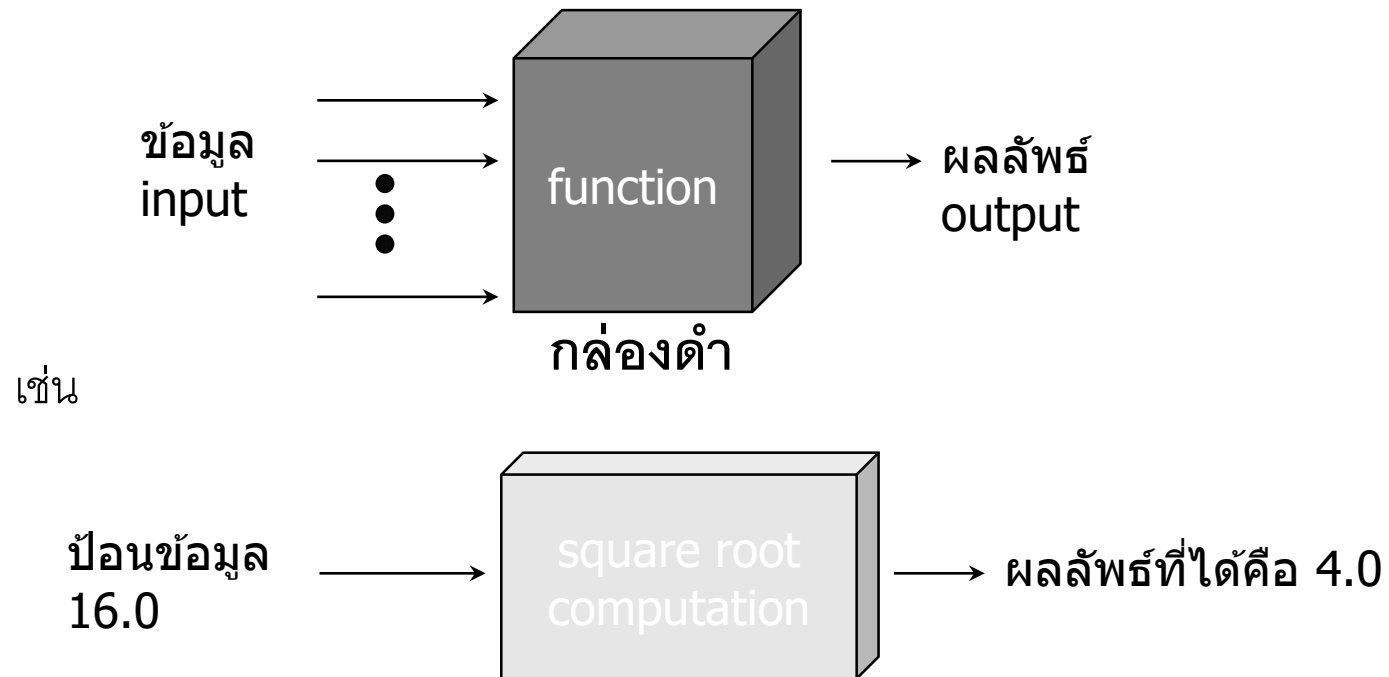 ข้อมูล
input
function
ผลลัพธ์
output
กล่องดำ
เช่น
ป้อนข้อมูล
16.0
square root
computation
ผลลัพธ์ที่ได้คือ 4.0